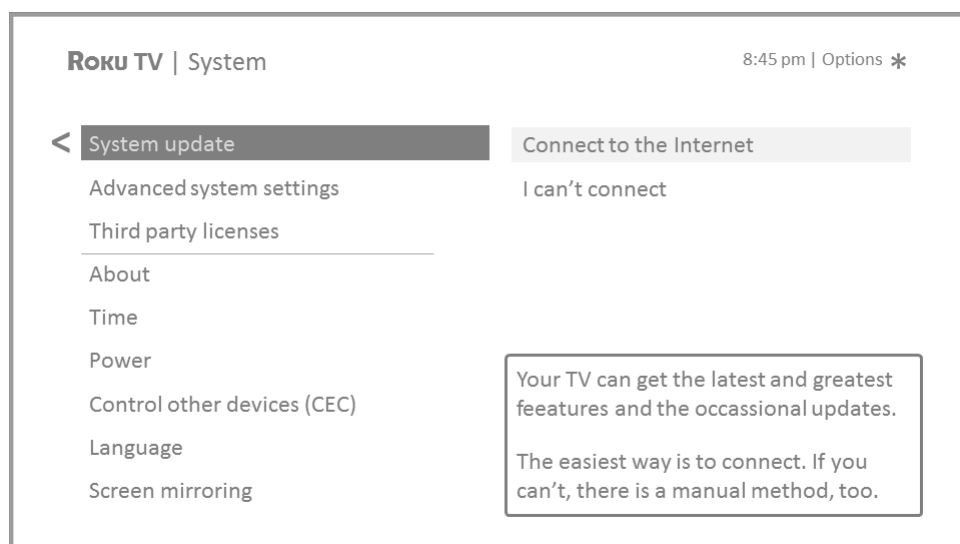 ROKU TV | System
8:45 pm | Options *
< System update
Advanced system settings
Third party licenses
About
Time
Power
Control other devices (CEC)
Language
Screen mirroring
Connect to the Internet
I can't connect
Your TV can get the latest and greatest
feeatures and the occassional updates.
The easiest way is to connect. If you
can't, there is a manual method, too.